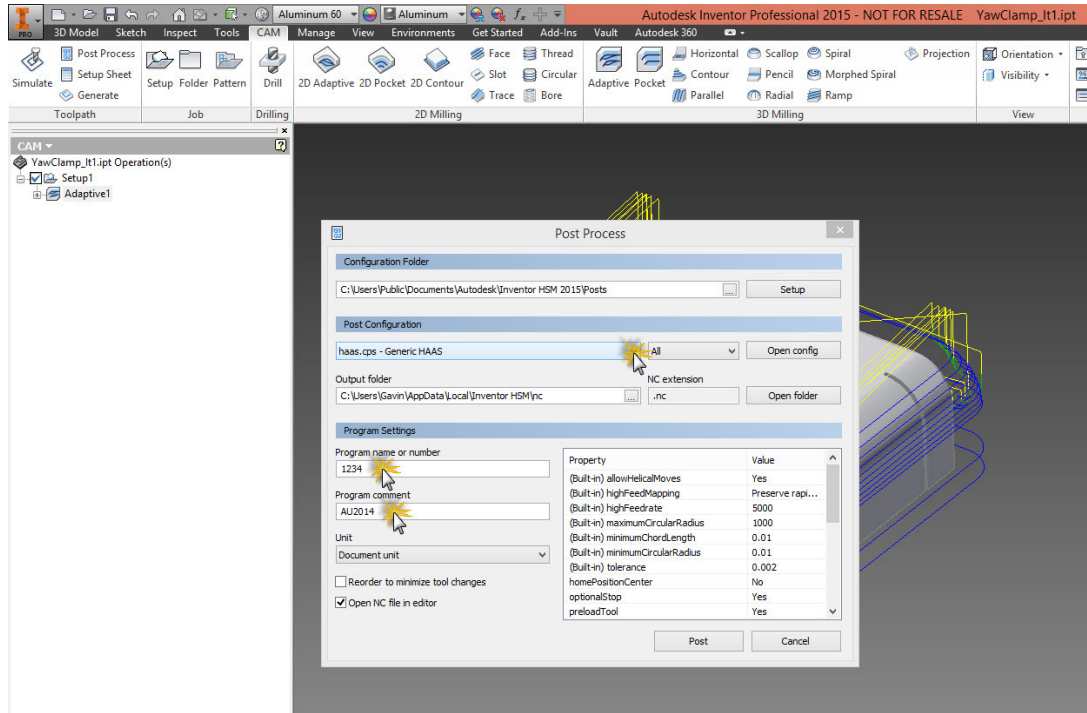 Aluminum 60 Aluminum Autodesk Inventor Professional 2015 - NOT FOR RESALE YawClamp_It1.ipt
PRO 3D Model Sketch Inspect Tools CAM Manage View Environments Get Started Add-Ins Vault Autodesk 360
Simulate Post Process Setup Sheet Generate
Setup Folder Pattern Drill
2D Adaptive 2D Pocket 2D Contour Face Thread
Slot Circular
Trace Bore
Adaptive Pocket Horizontal Scallop Spiral Projection Orientation
Contour Pencil Morphed Spiral Visibility
Parallel Radial Ramp
Toolpath Job Drilling 2D Milling 3D Milling View
CAM
YawClamp_It1.ipt Operation(s)
Setup1
Adaptive1
Post Process
Configuration Folder
C:\Users\Public\Documents\Autodesk\Inventor HSM 2015\Posts ... Setup
Post Configuration
haas.cps - Generic HAAS All Open config
Output folder NC extension
C:\Users\Gavin\AppData\Local\Inventor HSM\nc ... .nc Open folder
Program Settings
Program name or number
1234
Program comment
AU2014
Unit
Document unit
Reorder to minimize tool changes
Open NC file in editor
Property Value
(Built-in) allowHelicalMoves Yes
(Built-in) highFeedMapping Preserve rapi...
(Built-in) highFeedrate 5000
(Built-in) maximumCircularRadius 1000
(Built-in) minimumChordLength 0.01
(Built-in) minimumCircularRadius 0.01
(Built-in) tolerance 0.002
homePositionCenter No
optionalStop Yes
preloadTool Yes
Post Cancel